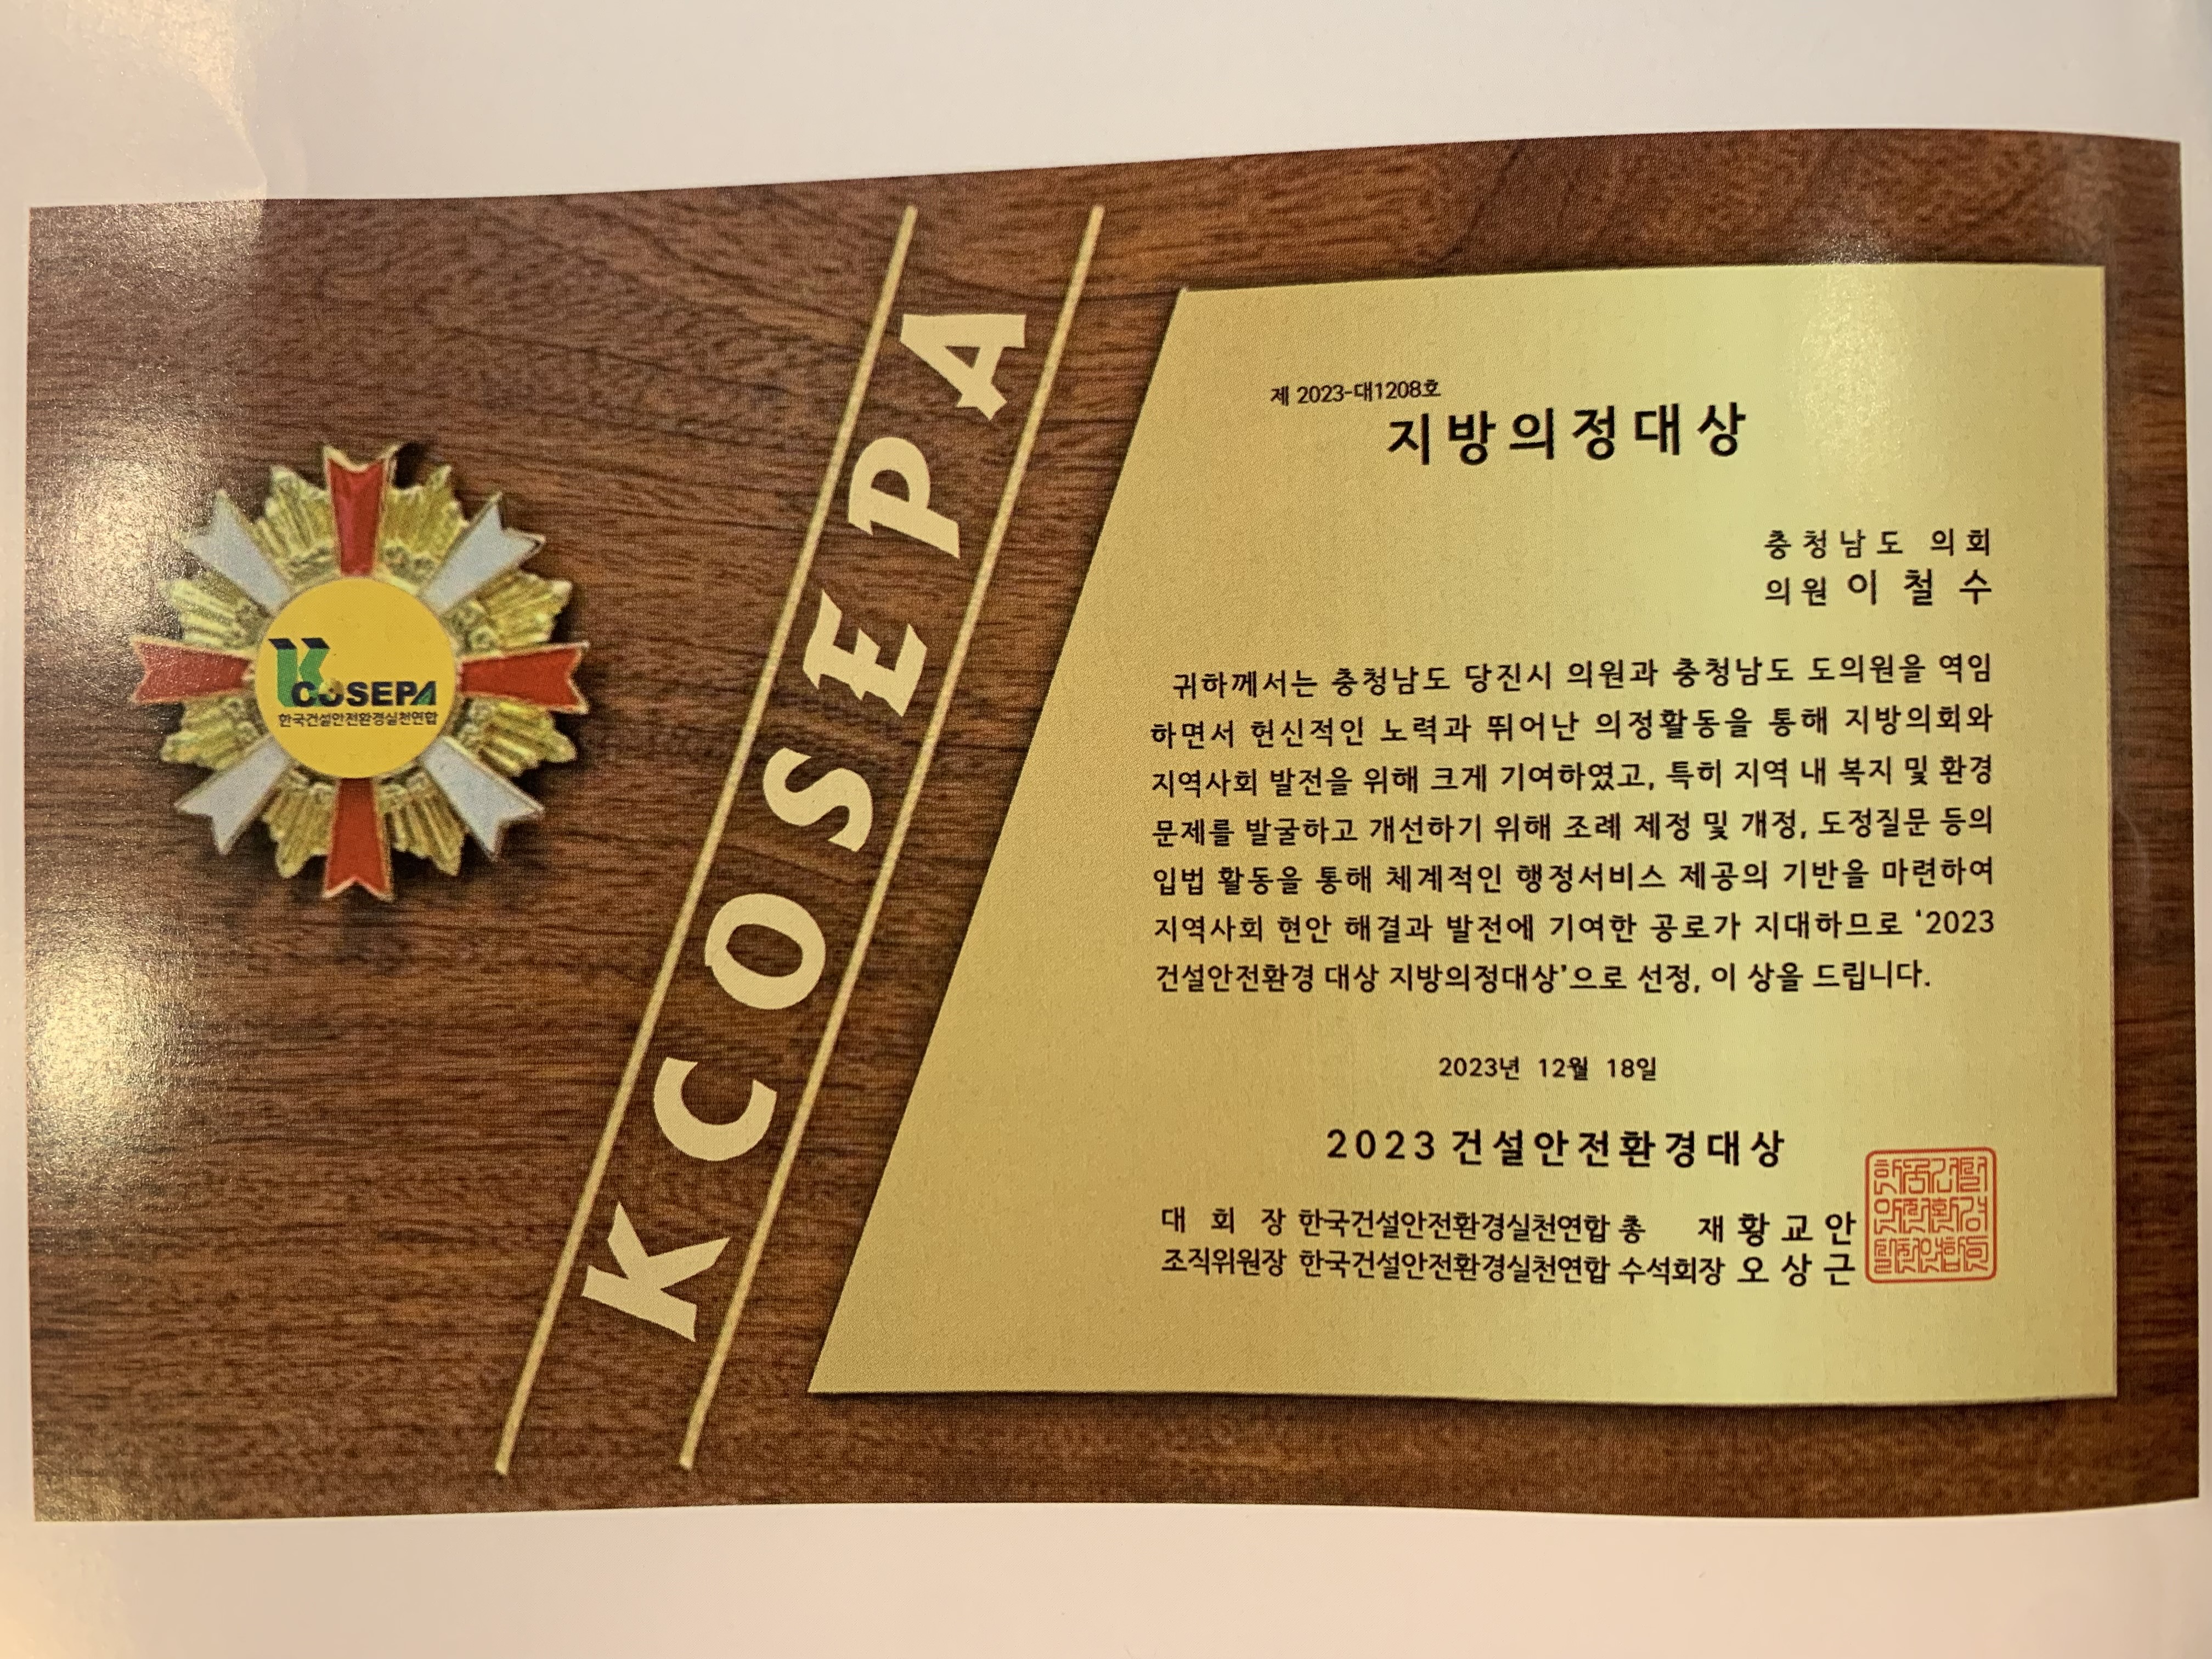 KCOSEPA
한국건설안전환경실천연합
KCOSEPA
제 2023-대1208호
지방의정대상
충청남도 의회
의원 이 철 수
귀하께서는 충청남도 당진시 의원과 충청남도 도의원을 역임
하면서 헌신적인 노력과 뛰어난 의정활동을 통해 지방의회와
지역사회 발전을 위해 크게 기여하였고, 특히 지역 내 복지 및 환경
문제를 발굴하고 개선하기 위해 조례 제정 및 개정, 도정질문 등의
입법 활동을 통해 체계적인 행정서비스 제공의 기반을 마련하여
지역사회 현안 해결과 발전에 기여한 공로가 지대하므로 '2023
건설안전환경 대상 지방의정대상'으로 선정, 이 상을 드립니다.
2023년 12월 18일
2023 건설안전환경대상
대 회 장 한국건설안전환경실천연합 총 재 황 교 안
조직위원장 한국건설안전환경실천연합 수석회장 오 상 근